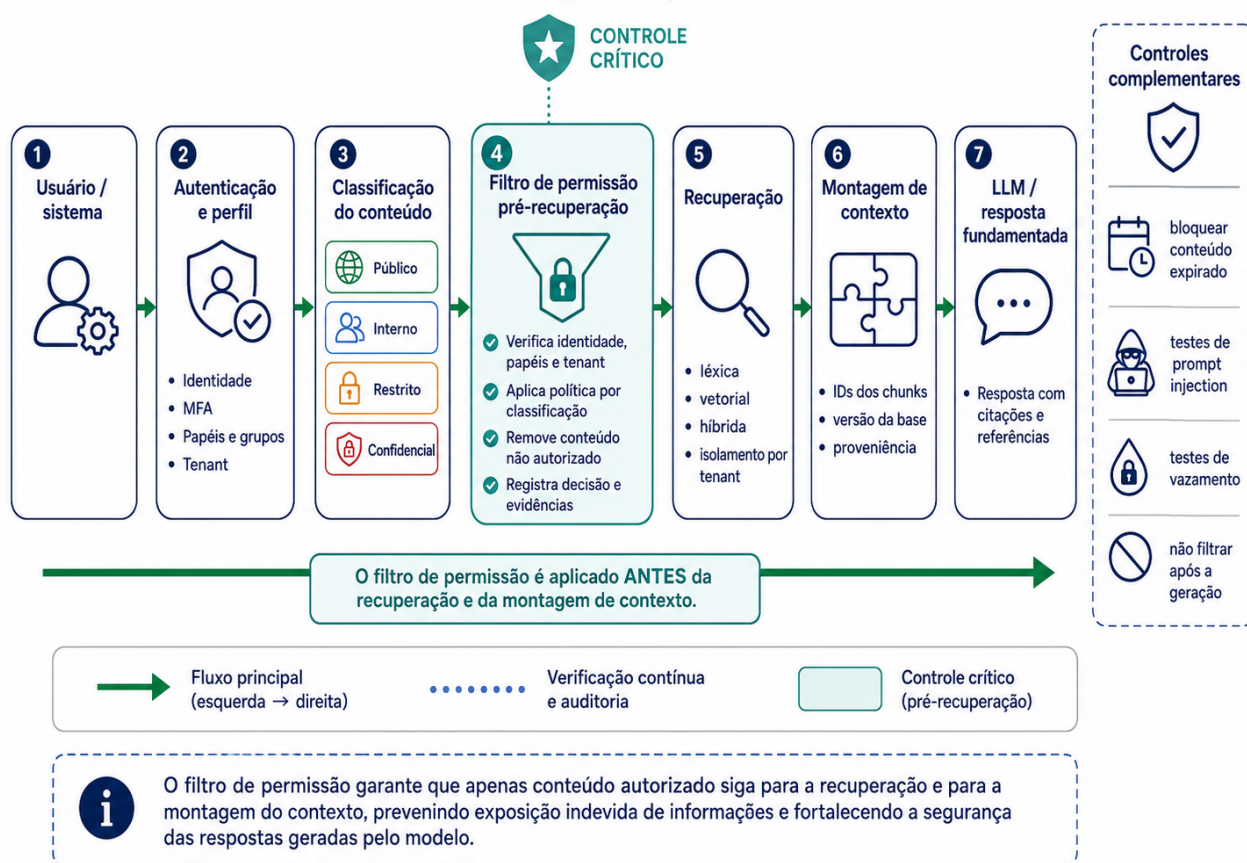 CONTROLE
CRÍTICO
1
Usuário /
sistema
2
Autenticação
e perfil
• Identidade
• MFA
• Papéis e grupos
• Tenant
3
Classificação
do conteúdo
Público
Interno
Restrito
Confidencial
4
Filtro de permissão
pré-recuperação
Verifica identidade,
papéis e tenant
Aplica política por
classificação
Remove conteúdo
não autorizado
Registra decisão e
evidências
5
Recuperação
• léxica
• vetorial
• híbrida
• isolamento por
tenant
6
Montagem de
contexto
• IDs dos chunks
• versão da base
• proveniência
7
LLM /
resposta
fundamentada
• Resposta com
citações e
referências
Controles
complementares
bloquear
conteúdo
expirado
testes de
prompt
injection
testes de
vazamento
não filtrar
após a
geração
O filtro de permissão é aplicado ANTES da
recuperação e da montagem de contexto.
Fluxo principal
(esquerda → direita)
Verificação contínua
e auditoria
Controle crítico
(pré-recuperação)
i
O filtro de permissão garante que apenas conteúdo autorizado siga para a recuperação e para a
montagem do contexto, prevenindo exposição indevida de informações e fortalecendo a segurança
das respostas geradas pelo modelo.